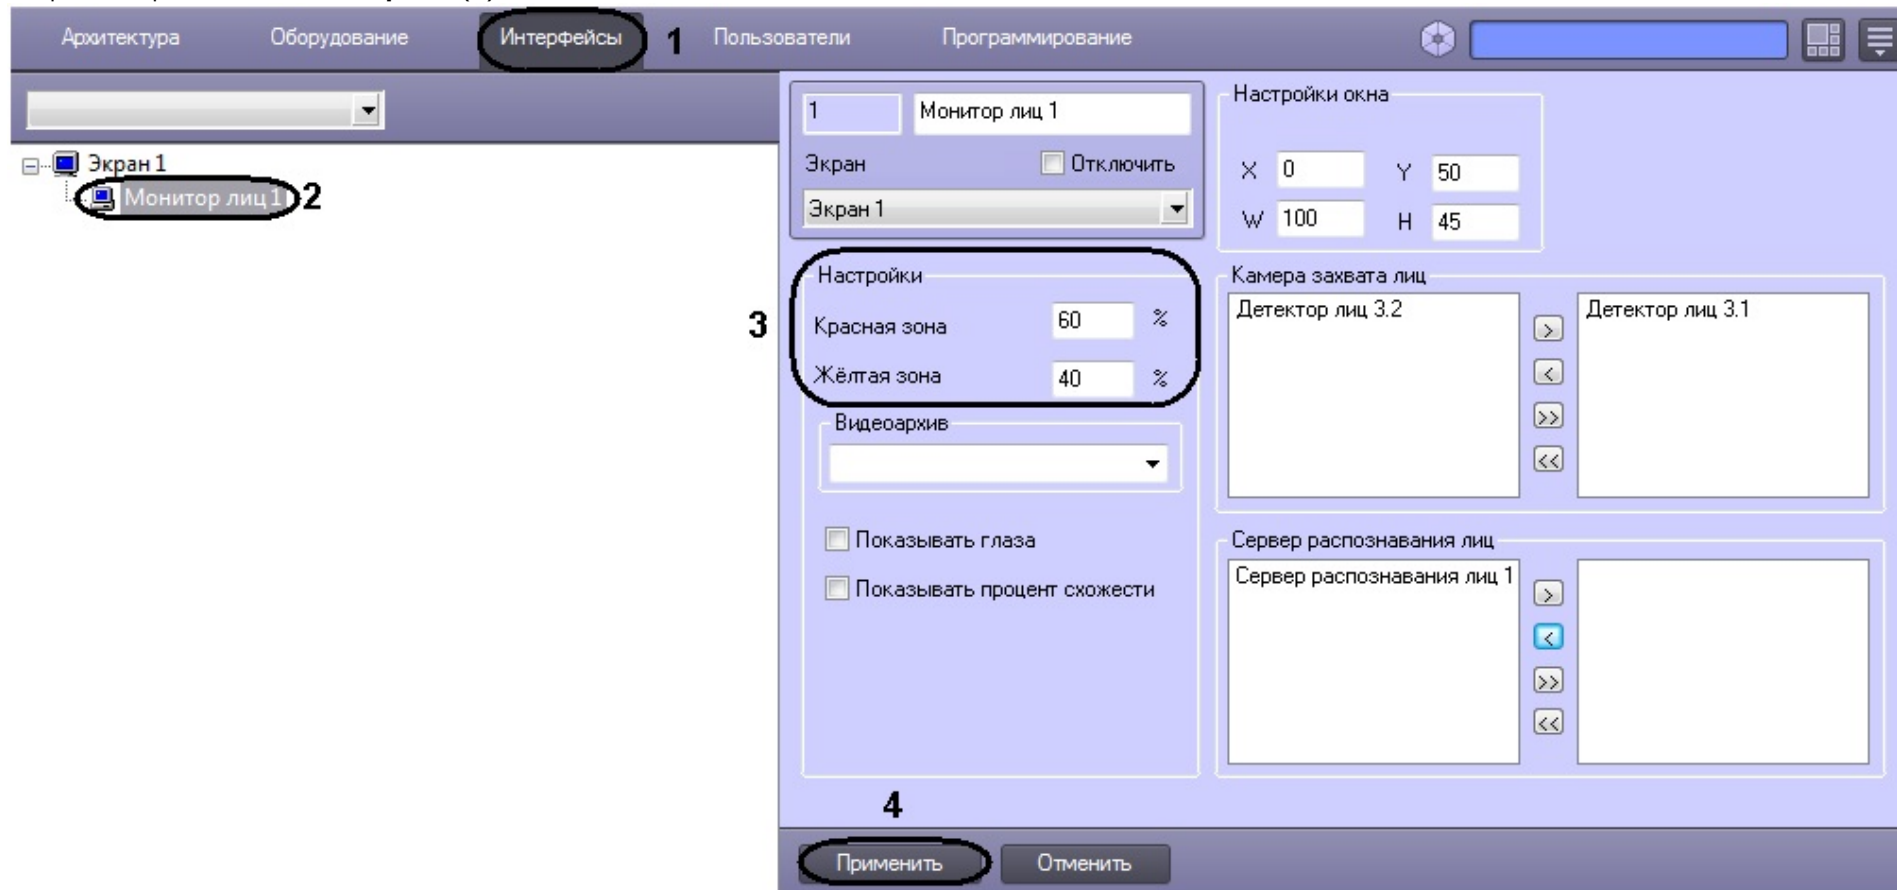 Архитектура Оборудование Интерфейсы 1 Пользователи Программирование
Экран 1
Монитор лиц 1 2
1 Монитор лиц 1
Экран Отключить
Экран 1
Настройки окна
X 0 Y 50
W 100 H 45
3
Настройки
Красная зона 60 %
Жёлтая зона 40 %
Видеоархив
Показывать глаза
Показывать процент схожести
Камера захвата лиц
Детектор лиц 3.2 > Детектор лиц 3.1
<
>>
<<
Сервер распознавания лиц
Сервер распознавания лиц 1 >
<
>>
<<
4
Применить Отменить